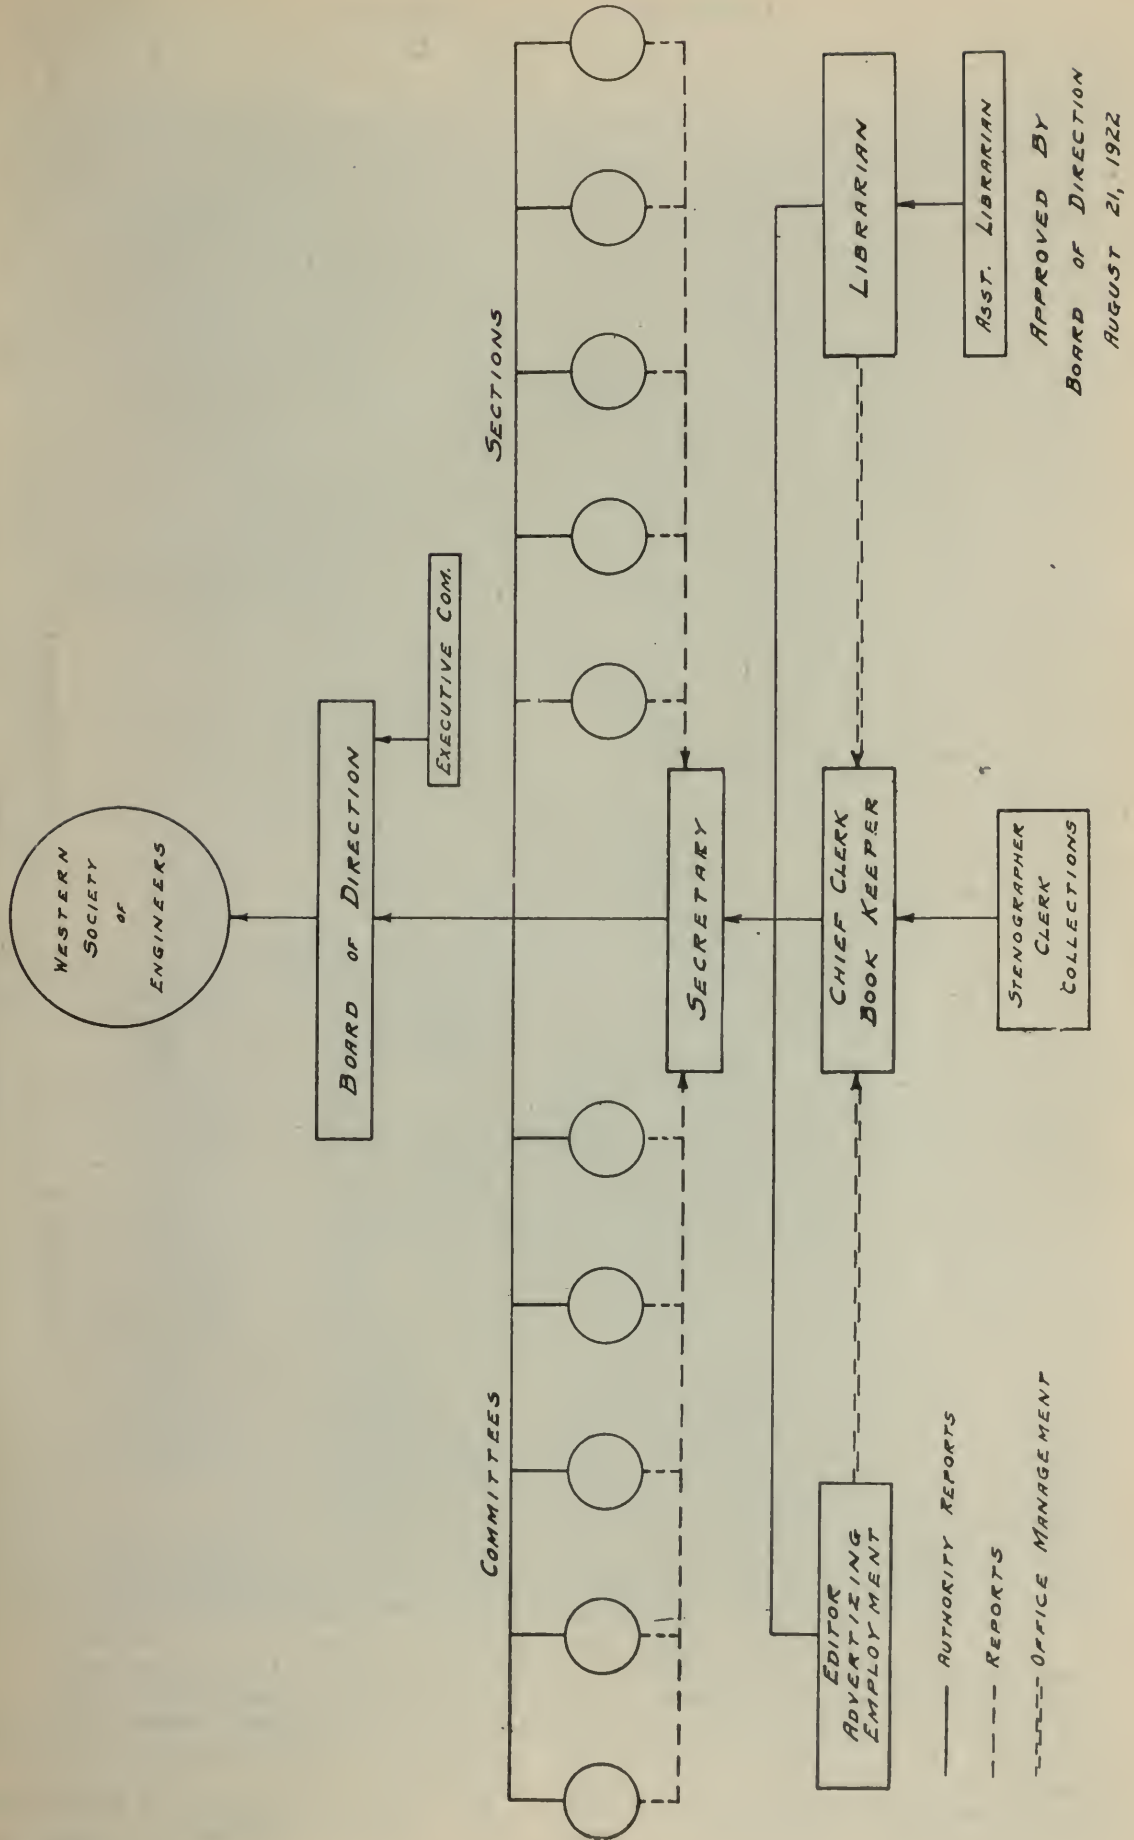 WESTERN
SOCIETY
OF
ENGINEERS
BOARD OF DIRECTION
EXECUTIVE COM.
COMMITTEES
SECTIONS
SECRETARY
EDITOR
ADVERTIZING
EMPLOYMENT
CHIEF CLERK
BOOK KEEPER
LIBRARIAN
STENOGRAPHER
CLERK
COLLECTIONS
ASST. LIBRARIAN
AUTHORITY REPORTS
REPORTS
OFFICE MANAGEMENT
APPROVED BY
BOARD OF DIRECTION
AUGUST 21, 1922